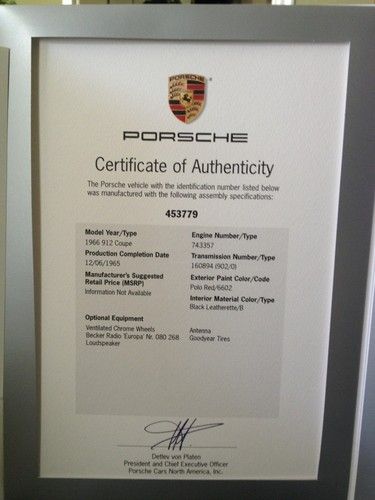 PORSCHE
PORSCHE
Certificate of Authenticity
The Porsche vehicle with the identification number listed below
was manufactured with the following assembly specifications:
453779
Model Year/Type
1966 912 Coupe
Production Completion Date
12/06/1965
Manufacturer's Suggested
Retail Price (MSRP)
Information Not Available
Engine Number/Type
743357
Transmission Number/Type
160894 (902/0)
Exterior Paint Color/Code
Polo Red/6602
Interior Material Color/Type
Black Leatherette/B
Optional Equipment
Ventilated Chrome Wheels
Becker Radio 'Europa' Nr. 080 268
Loudspeaker
Antenna
Goodyear Tires
Detlev von Platen
President and Chief Executive Officer
Porsche Cars North America, Inc.